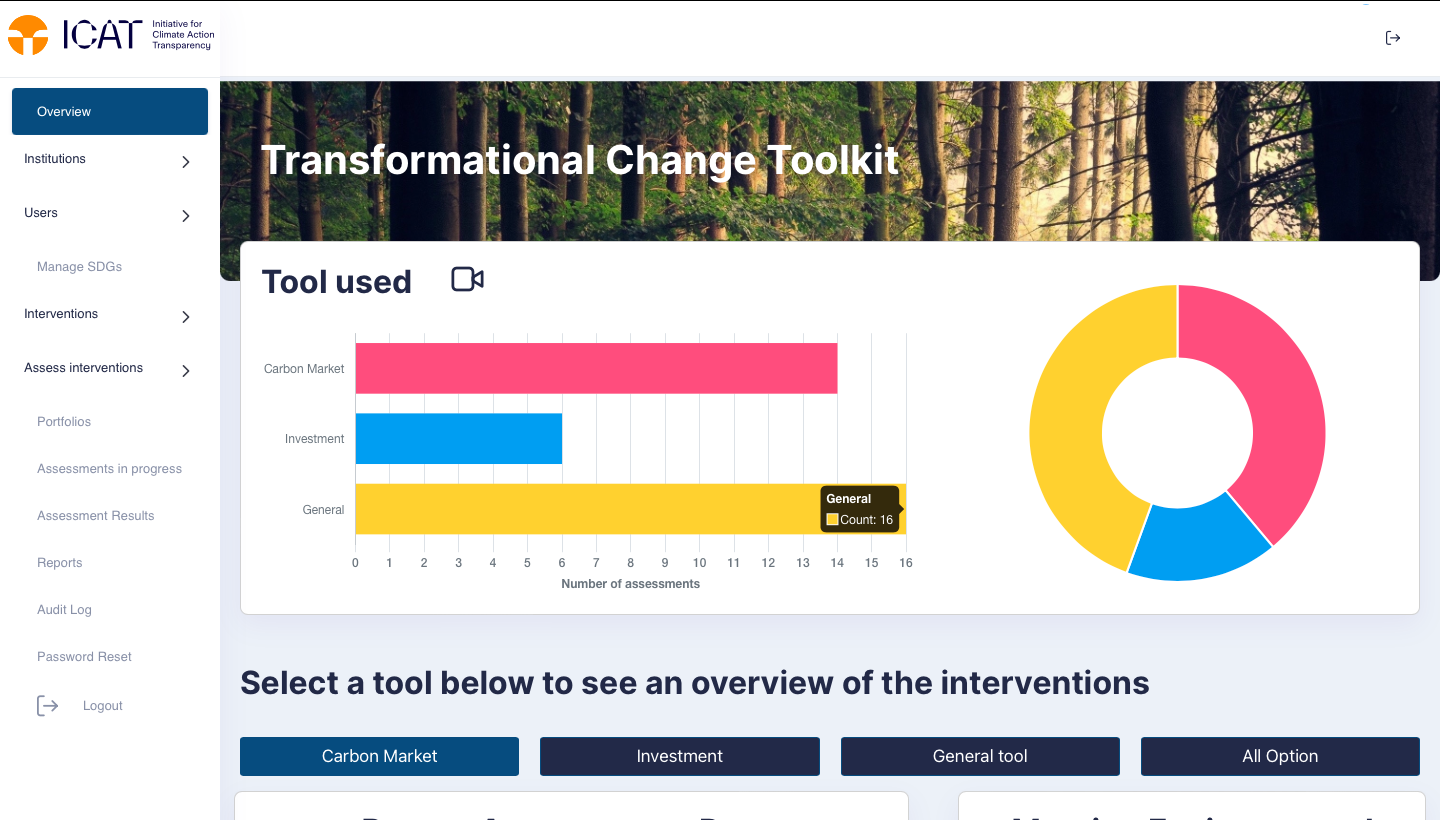 ICAT
Initiative for
Climate Action
Transparency
Overview
Institutions
Users
Manage SDGs
Interventions
Assess interventions
Portfolios
Assessments in progress
Assessment Results
Reports
Audit Log
Password Reset
Logout
Transformational Change Toolkit
Tool used
Carbon Market
Investment
General
General
Count: 16
0 1 2 3 4 5 6 7 8 9 10 11 12 13 14 15 16
Number of assessments
Select a tool below to see an overview of the interventions
Carbon Market
Investment
General tool
All Option